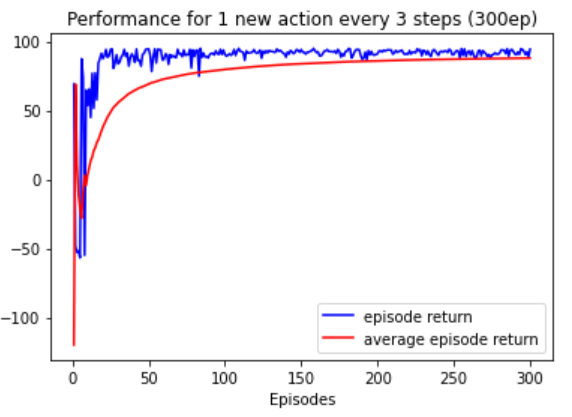 Performance for 1 new action every 3 steps (300ep)
100
50
0
−50
−100
0 50 100 150 200 250 300
episode return
average episode return
Episodes